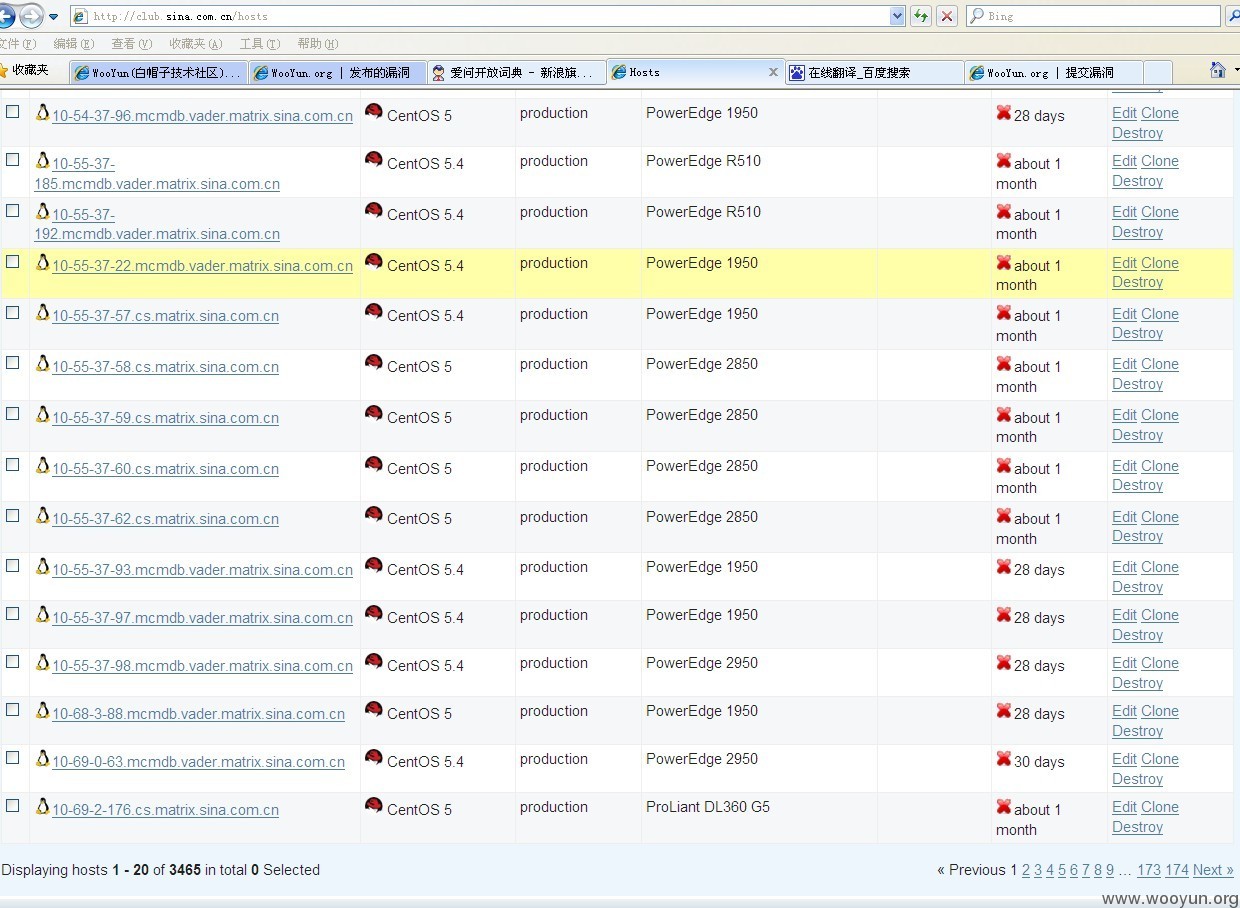 http://club.sina.com.cn/hosts
Bing
文件(F) 编辑(E) 查看(V) 收藏夹(A) 工具(T) 帮助(H)
收藏夹 WooYun(白帽子技术社区)... WooYun.org | 发布的漏洞 爱问开放词典 - 新浪旗... Hosts 在线翻译_百度搜索 WooYun.org | 提交漏洞
10-54-37-96.mcmdb.vader.matrix.sina.com.cn CentOS 5 production PowerEdge 1950 28 days Edit Clone
Destroy
10-55-37- CentOS 5.4 production PowerEdge R510 about 1 Edit Clone
185.mcmdb.vader.matrix.sina.com.cn month Destroy
10-55-37- CentOS 5.4 production PowerEdge R510 about 1 Edit Clone
192.mcmdb.vader.matrix.sina.com.cn month Destroy
10-55-37-22.mcmdb.vader.matrix.sina.com.cn CentOS 5.4 production PowerEdge 1950 about 1 Edit Clone
month Destroy
10-55-37-57.cs.matrix.sina.com.cn CentOS 5.4 production PowerEdge 1950 about 1 Edit Clone
month Destroy
10-55-37-58.cs.matrix.sina.com.cn CentOS 5 production PowerEdge 2850 about 1 Edit Clone
month Destroy
10-55-37-59.cs.matrix.sina.com.cn CentOS 5 production PowerEdge 2850 about 1 Edit Clone
month Destroy
10-55-37-60.cs.matrix.sina.com.cn CentOS 5 production PowerEdge 2850 about 1 Edit Clone
month Destroy
10-55-37-62.cs.matrix.sina.com.cn CentOS 5 production PowerEdge 2850 about 1 Edit Clone
month Destroy
10-55-37-93.mcmdb.vader.matrix.sina.com.cn CentOS 5.4 production PowerEdge 1950 28 days Edit Clone
Destroy
10-55-37-97.mcmdb.vader.matrix.sina.com.cn CentOS 5.4 production PowerEdge 1950 28 days Edit Clone
Destroy
10-55-37-98.mcmdb.vader.matrix.sina.com.cn CentOS 5.4 production PowerEdge 2950 28 days Edit Clone
Destroy
10-68-3-88.mcmdb.vader.matrix.sina.com.cn CentOS 5 production PowerEdge 1950 28 days Edit Clone
Destroy
10-69-0-63.mcmdb.vader.matrix.sina.com.cn CentOS 5.4 production PowerEdge 2950 30 days Edit Clone
Destroy
10-69-2-176.cs.matrix.sina.com.cn CentOS 5 production ProLiant DL360 G5 about 1 Edit Clone
month Destroy
Displaying hosts 1 - 20 of 3465 in total 0 Selected « Previous 1 2 3 4 5 6 7 8 9 … 173 174 Next »
www.wooyun.org